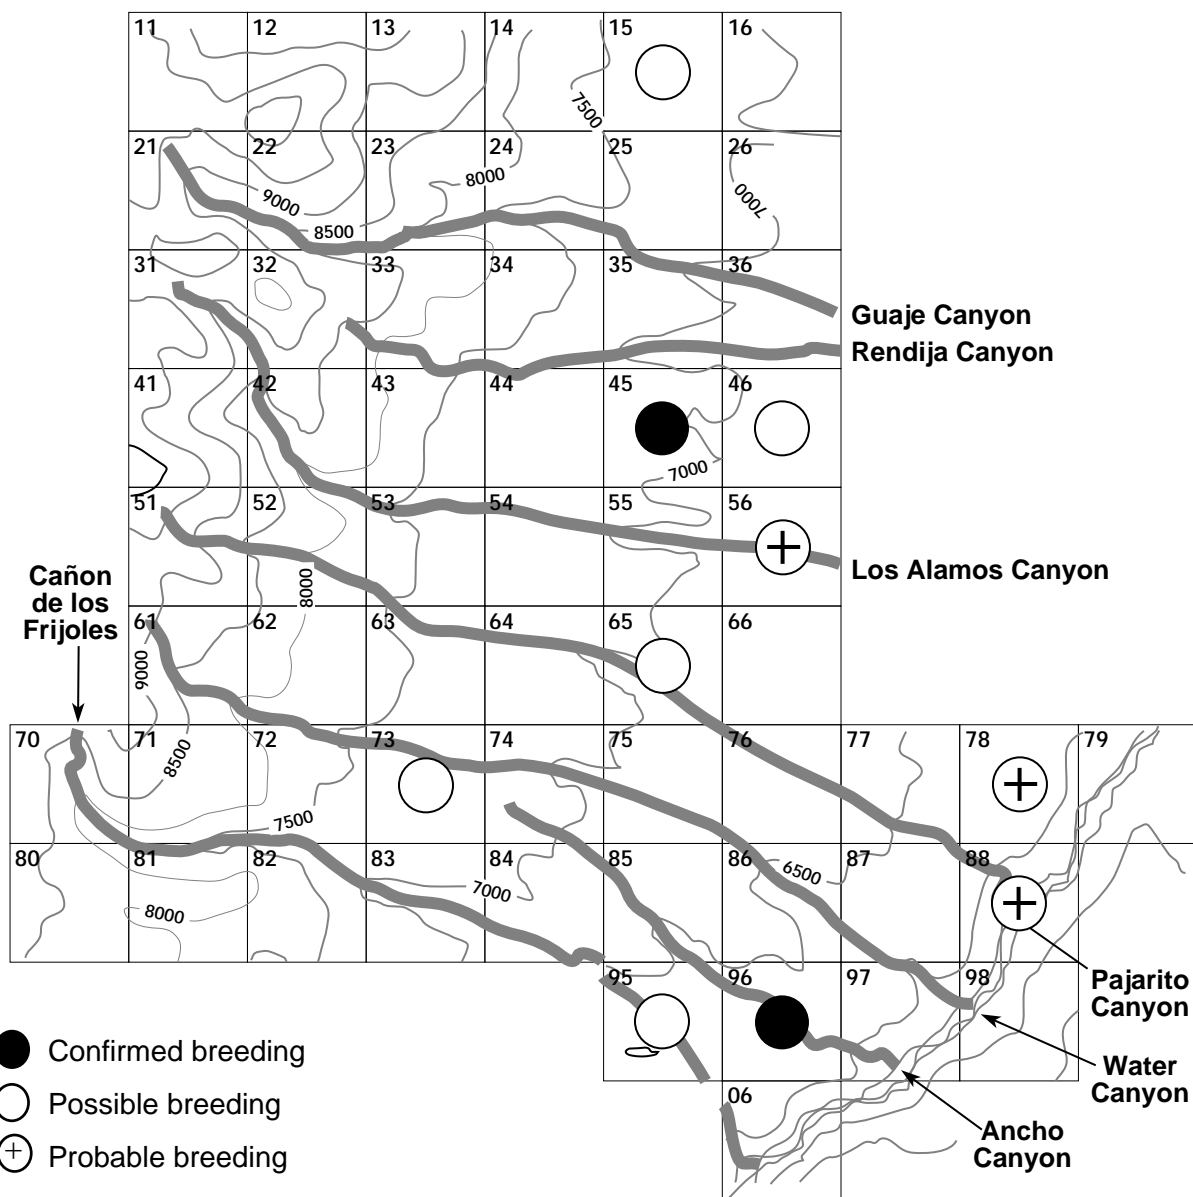 11 12 13 14 15 16
7500
21 22 23 24 25 26
8000
9000
7000
8500
31 32 33 34 35 36
Guaje Canyon
Rendija Canyon
41 42 43 44 45 46
7000
51 52 53 54 55 56
Los Alamos Canyon
Cañon
de los
Frijoles
8000
61 62 63 64 65 66
9000
70 71 72 73 74 75 76 77 78 79
8500
7500
80 81 82 83 84 85 86 87 88
6500
7000
8000
95 96 97 98
Pajarito
Canyon
Water
Canyon
06
Ancho
Canyon
Confirmed breeding
Possible breeding
Probable breeding